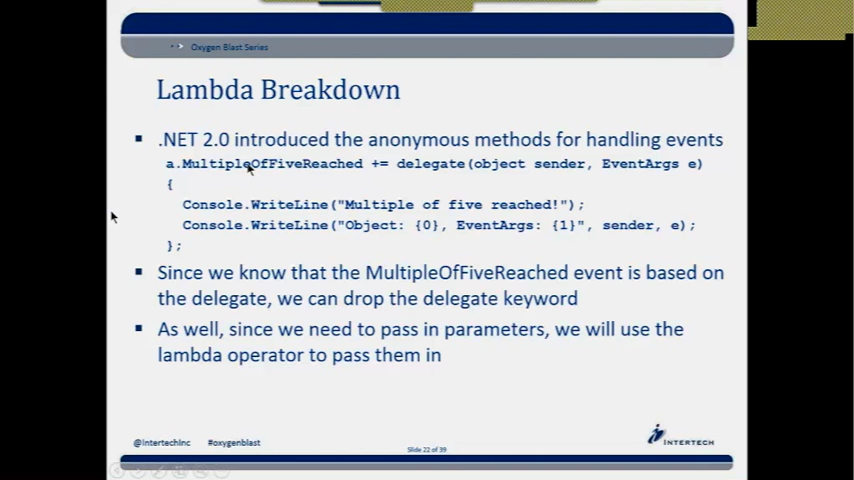 Oxygen Blast Series
Lambda Breakdown
.NET 2.0 introduced the anonymous methods for handling events
a.MultipleOfFiveReached += delegate(object sender, EventArgs e)
{
Console.WriteLine("Multiple of five reached!");
Console.WriteLine("Object: {0}, EventArgs: {1}", sender, e);
};
Since we know that the MultipleOfFiveReached event is based on
the delegate, we can drop the delegate keyword
As well, since we need to pass in parameters, we will use the
lambda operator to pass them in
@IntertechInc #oxygenblast
Slide 22 of 39
INTERTECH